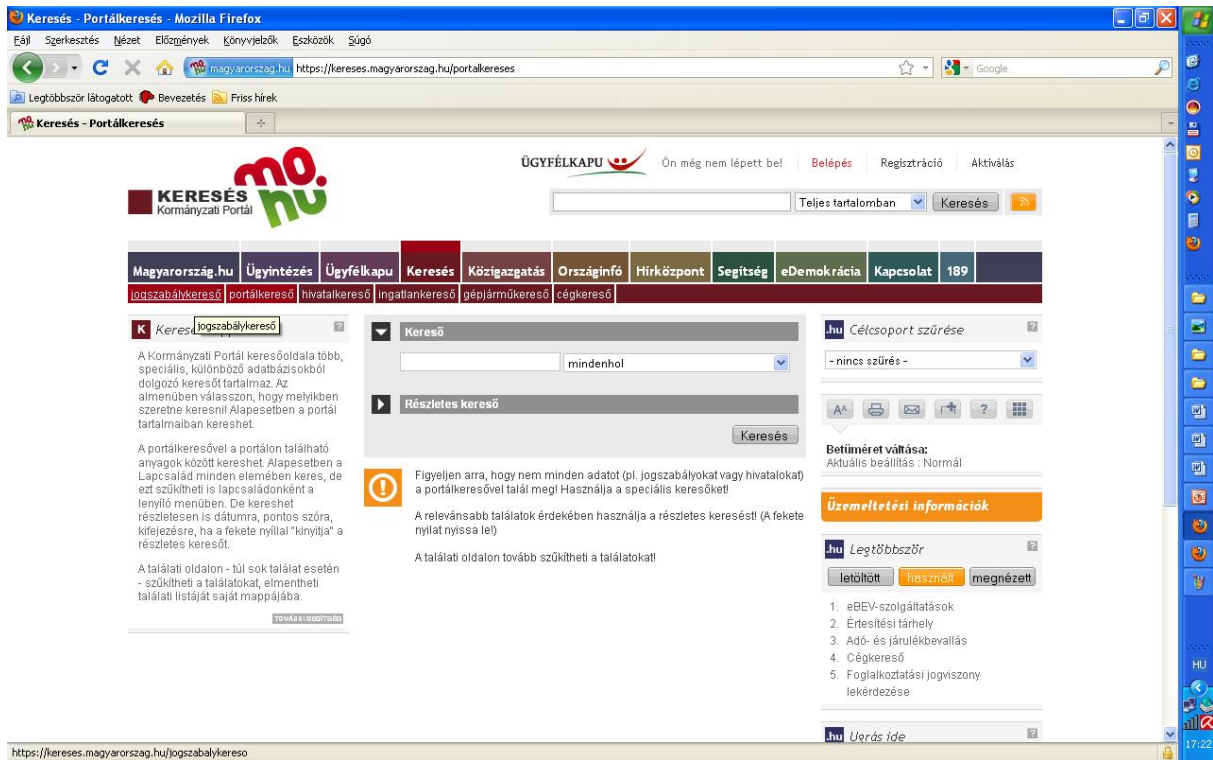 Keresés - Portálkeresés - Mozilla Firefox
Fájl Szerkesztés Nézet Előzmények Könyvjelzők Eszközök Súgó
magyarorszag.hu https://kereses.magyarorszag.hu/portalkereses
Google
Legtöbbször látogatott Bevezetés Friss hírek
Keresés - Portálkeresés
mo.hu
KERESÉS
Kormányzati Portál
ÜGYFÉLKAPU Ön még nem lépett be! Belépés Regisztráció Aktiválás
Teljes tartalomban Keresés
Magyarország.hu Ügyintézés Ügyfélkapu Keresés Közigazgatás Országinfó Hírközpont Segítség eDemokrácia Kapcsolat 189
jogszabálykereső portálkereső hivatalkereső ingatlankereső gépjárműkereső cégkereső
K Keres
jogszabálykereső
A Kormányzati Portál keresőoldala több,
speciális, különböző adatbázisokból
dolgozó keresőt tartalmaz. Az
almenüben válasszon, hogy melyikben
szeretne keresni! Alapesetben a portál
tartalmaiban kereshet.
A portálkeresővel a portálon található
anyagok között kereshet. Alapesetben a
Lapcsalád minden elemében keres, de
ezt szűkítheti is lapcsaládonként a
lenyíló menüben. De kereshet
részletesen is dátumra, pontos szóra,
kifejezésre, ha a fekete nyíllal "kinyitja" a
részletes keresőt.
A találati oldalon - túl sok találat esetén
- szűkítheti a találatokat, elmentheti
találati listáját saját mappájába.
TOVÁBBI SEGÍTSÉG
Kereső
mindenhol
Részletes kereső
Keresés
Figyeljen arra, hogy nem minden adatot (pl. jogszabályokat vagy hivatalokat)
a portálkeresővel talál meg! Használja a speciális keresőket!
A relevánsabb találatok érdekében használja a részletes keresést! (A fekete
nyilat nyissa le!)
A találati oldalon tovább szűkítheti a találatokat!
.hu Célcsoport szűrése
- nincs szűrés -
Betűméret váltása:
Aktuális beállítás : Normál
Üzemeltetési információk
.hu Legtöbbször
letöltött használt megnézett
1. eBEV-szolgáltatások
2. Értesítési tárhely
3. Adó- és járulékbevallás
4. Cégkereső
5. Foglalkoztatási jogviszony
lekérdezése
.hu Ugrás ide
https://kereses.magyarorszag.hu/jogszabalykereso
HU
17:22